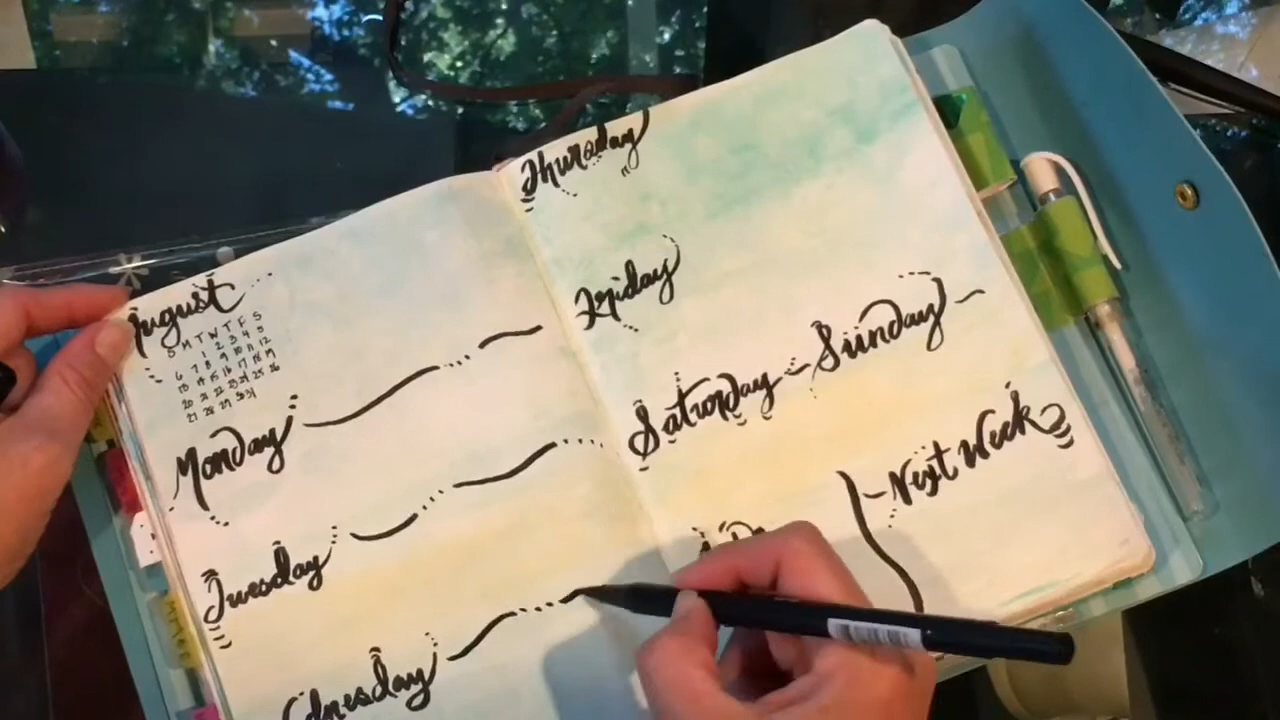 August
S M T W T F S
1 2 3 4 5
6 7 8 9 10 11 12
13 14 15 16 17 18 19
20 21 22 23 24 25 26
27 28 29 30 31
Monday
Tuesday
Wednesday
Thursday
Friday
Saturday - Sunday
Next Week